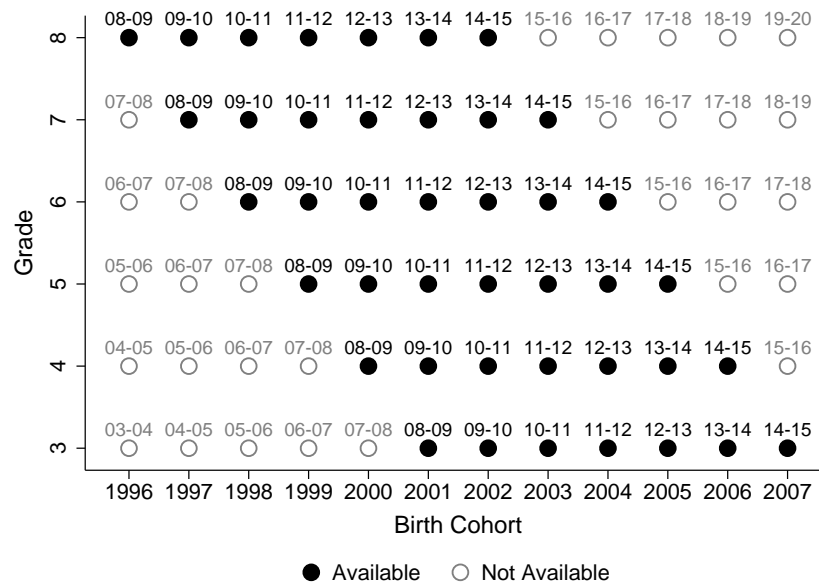 08-09 09-10 10-11 11-12 12-13 13-14 14-15 15-16 16-17 17-18 18-19 19-20
8
07-08 08-09 09-10 10-11 11-12 12-13 13-14 14-15 15-16 16-17 17-18 18-19
7
06-07 07-08 08-09 09-10 10-11 11-12 12-13 13-14 14-15 15-16 16-17 17-18
6
Grade
05-06 06-07 07-08 08-09 09-10 10-11 11-12 12-13 13-14 14-15 15-16 16-17
5
04-05 05-06 06-07 07-08 08-09 09-10 10-11 11-12 12-13 13-14 14-15 15-16
4
03-04 04-05 05-06 06-07 07-08 08-09 09-10 10-11 11-12 12-13 13-14 14-15
3
1996 1997 1998 1999 2000 2001 2002 2003 2004 2005 2006 2007
Birth Cohort
Available Not Available